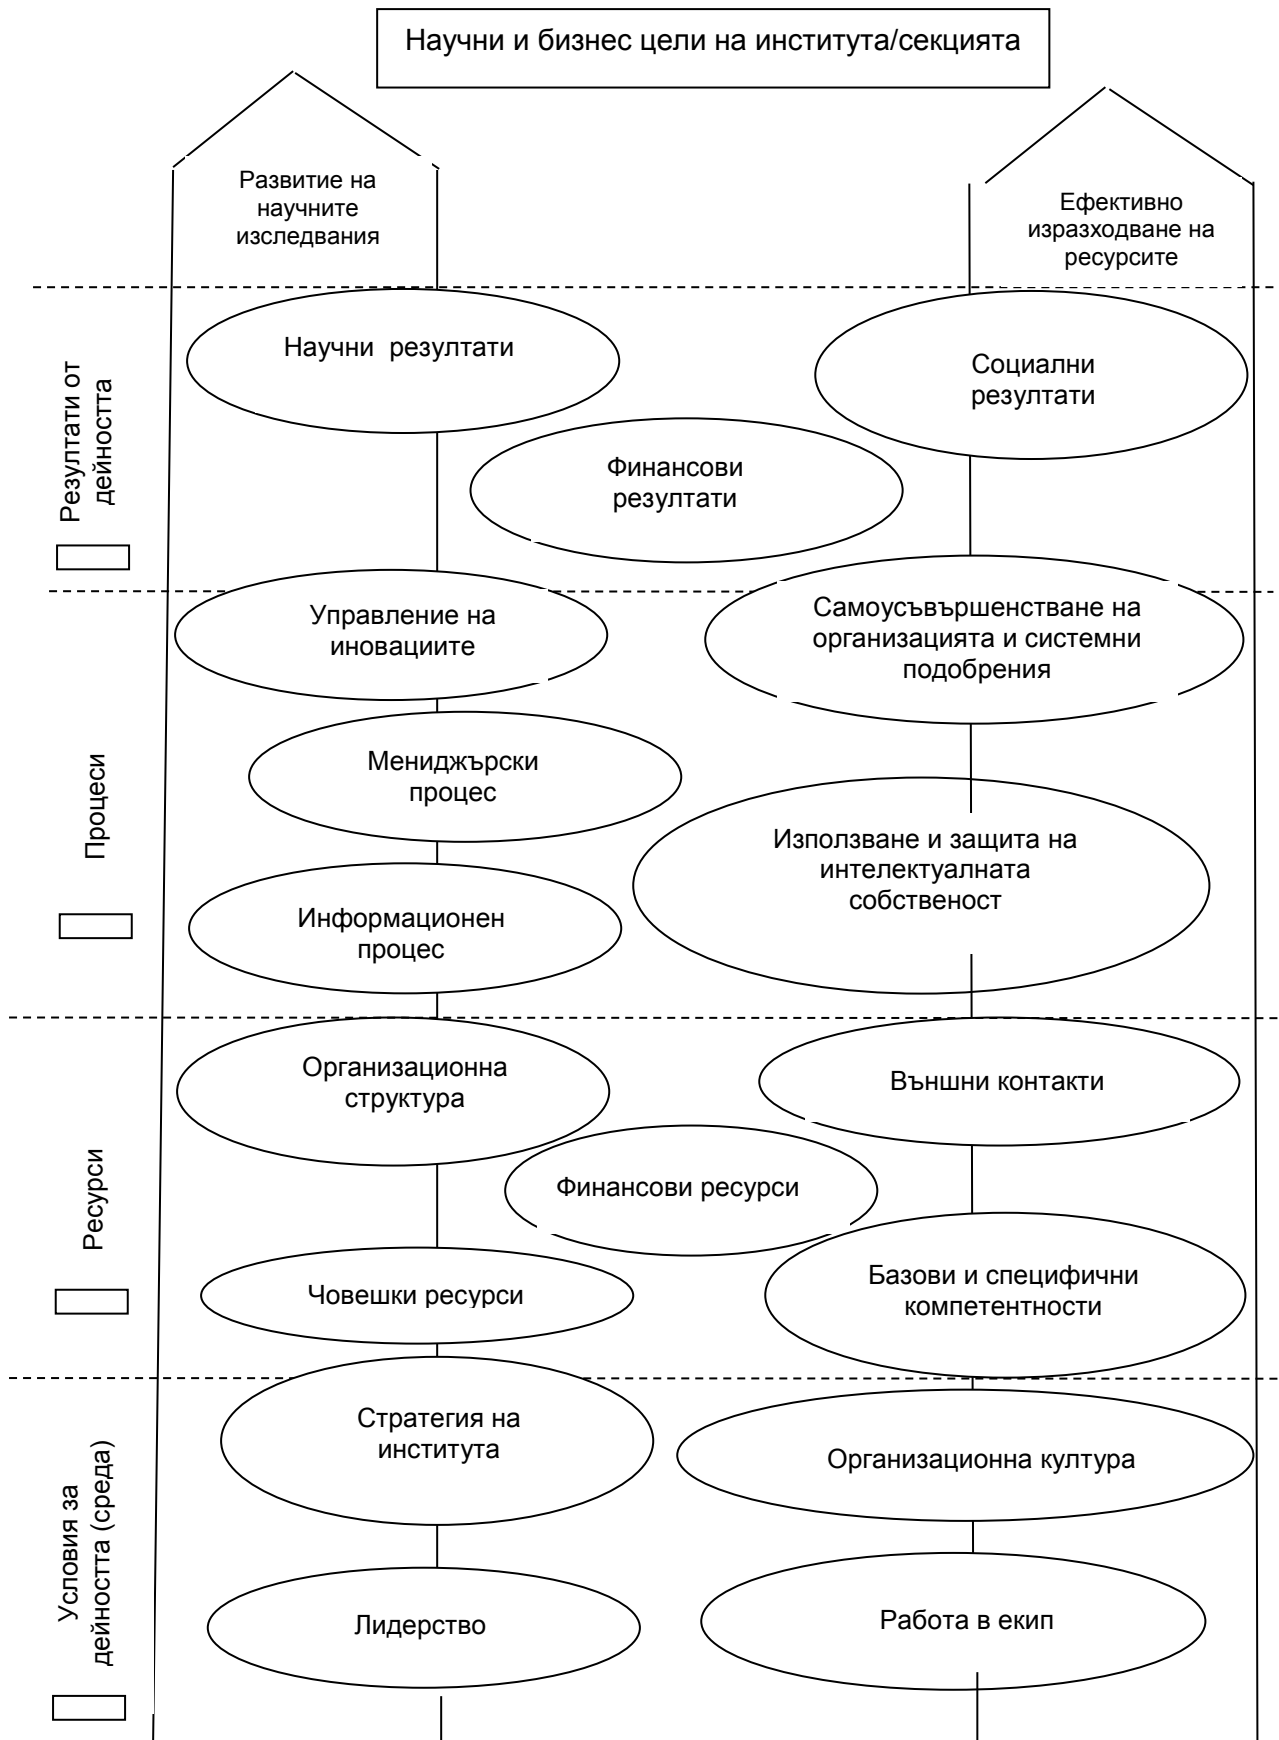 Научни и бизнес цели на института/секцията
Развитие на
научните
изследвания
Ефективно
изразходване на
ресурсите
Резултати от
дейността
Научни резултати
Социални
резултати
Финансови
резултати
Процеси
Управление на
иновациите
Самоусъвършенстване на
организацията и системни
подобрения
Мениджърски
процес
Използване и защита на
интелектуалната
собственост
Информационен
процес
Ресурси
Организационна
структура
Външни контакти
Финансови ресурси
Човешки ресурси
Базови и специфични
компетентности
Условия за
дейността (среда)
Стратегия на
института
Организационна култура
Лидерство
Работа в екип